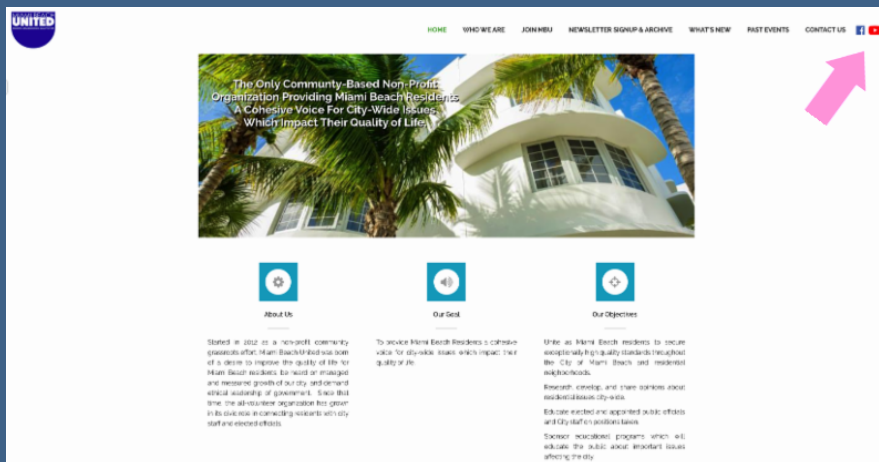 UNITED
HOME WHO WE ARE JOIN MBU NEWSLETTER SIGNUP & ARCHIVE WHAT'S NEW PAST EVENTS CONTACT US
The Only Communty-Based Non-Profit
Organization Providing Miami Beach Residents
A Cohesive Voice For City-Wide Issues
Which Impact Their Quality of Life.
About Us
Started in 2012 as a non-profit community
grassroots effort, Miami Beach United was born
of a desire to improve the quality of life for
Miami Beach residents, be heard on managed
and measured growth of our city, and demand
ethical leadership of government. Since that
time, the all-volunteer organization has grown
in its civic role in connecting residents with city
staff and elected officials.
Our Goal
To provide Miami Beach Residents a cohesive
voice for city-wide issues which impact their
quality of life.
Our Objectives
Unite as Miami Beach residents to secure
exceptionally high quality standards throughout
the City of Miami Beach and residential
neighborhoods.
Research, develop, and share opinions about
residential issues city-wide.
Educate elected and appointed public officials
and City staff on positions taken.
Sponsor educational programs which will
educate the public about important issues
affecting the city.